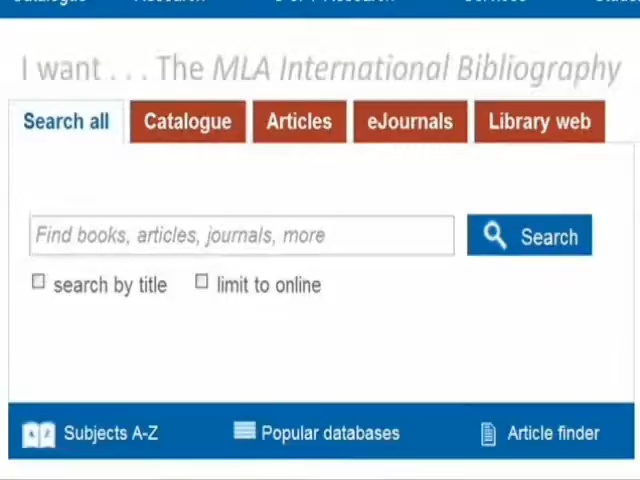 I want . . . The MLA International Bibliography
Search all Catalogue Articles eJournals Library web
Find books, articles, journals, more Search
search by title limit to online
Subjects A-Z Popular databases Article finder